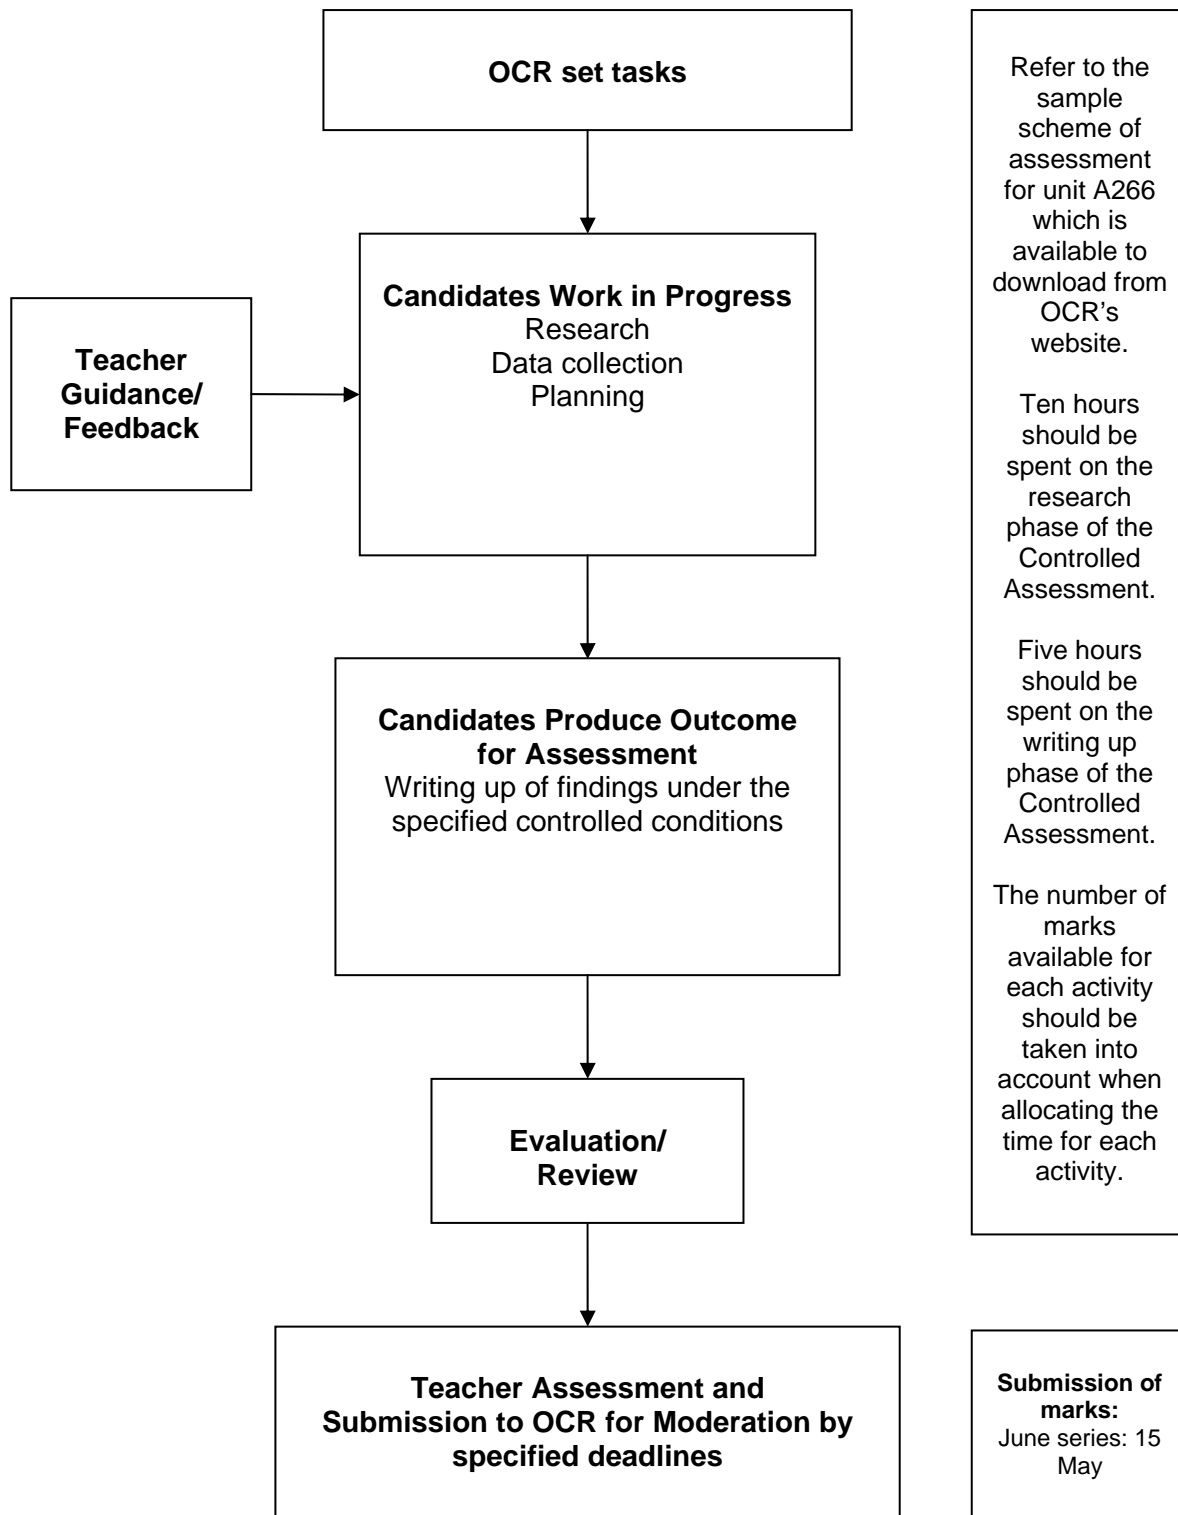 OCR set tasks
Candidates Work in Progress
Research
Data collection
Planning
Teacher
Guidance/
Feedback
Candidates Produce Outcome
for Assessment
Writing up of findings under the
specified controlled conditions
Evaluation/
Review
Teacher Assessment and
Submission to OCR for Moderation by
specified deadlines
Refer to the
sample
scheme of
assessment
for unit A266
which is
available to
download from
OCR's
website.
Ten hours
should be
spent on the
research
phase of the
Controlled
Assessment.
Five hours
should be
spent on the
writing up
phase of the
Controlled
Assessment.
The number of
marks
available for
each activity
should be
taken into
account when
allocating the
time for each
activity.
Submission of
marks:
June series: 15
May